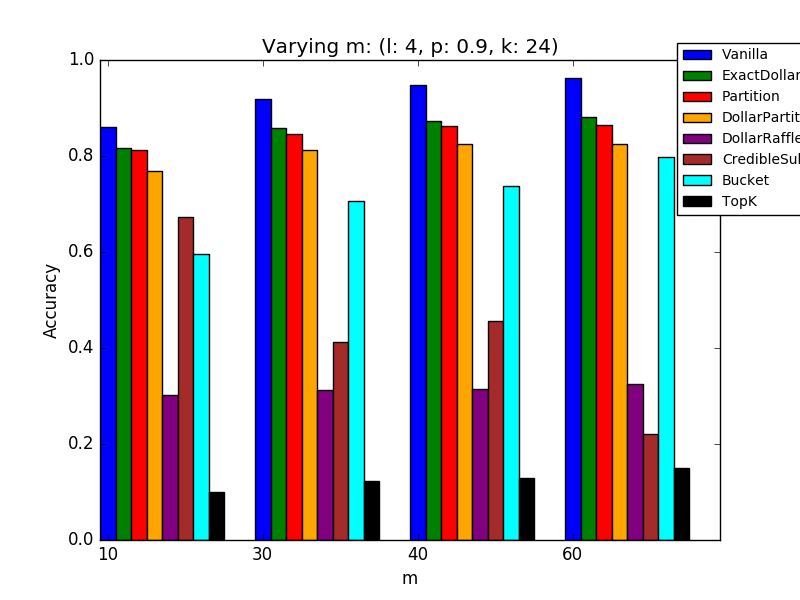 Varying m: (l: 4, p: 0.9, k: 24)
Vanilla
ExactDollar
Partition
DollarPartit
DollarRaffle
CredibleSu
Bucket
TopK
1.0
0.8
0.6
0.4
0.2
0.0
Accuracy
10 30 40 60
m